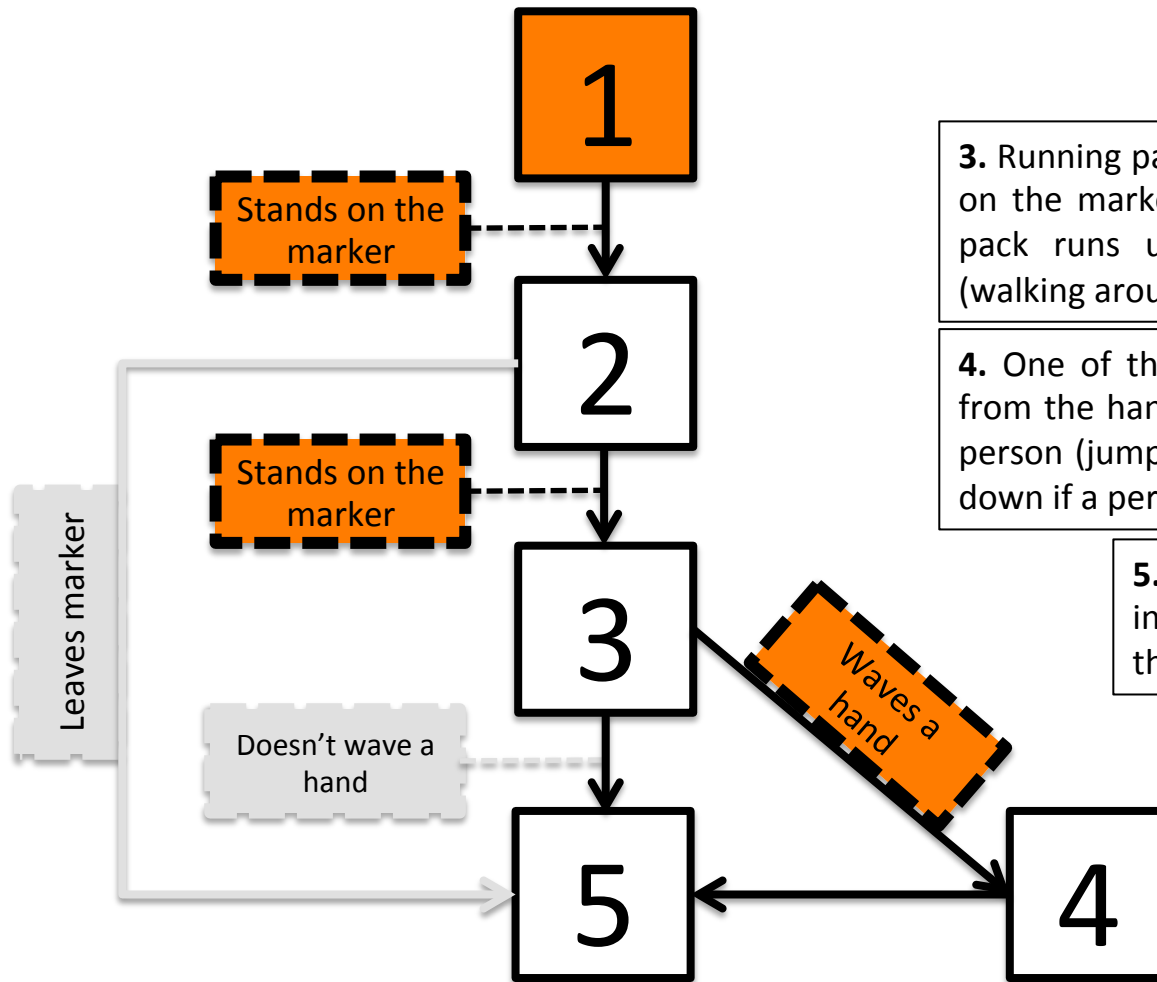 1
Stands on the
marker
2
Stands on the
marker
Leaves marker
3
Waves a
hand
Doesn't wave a
hand
5
4
3. Running pa
on the marke
pack runs u
(walking arou
4. One of th
from the han
person (jump
down if a per
5.
in
th